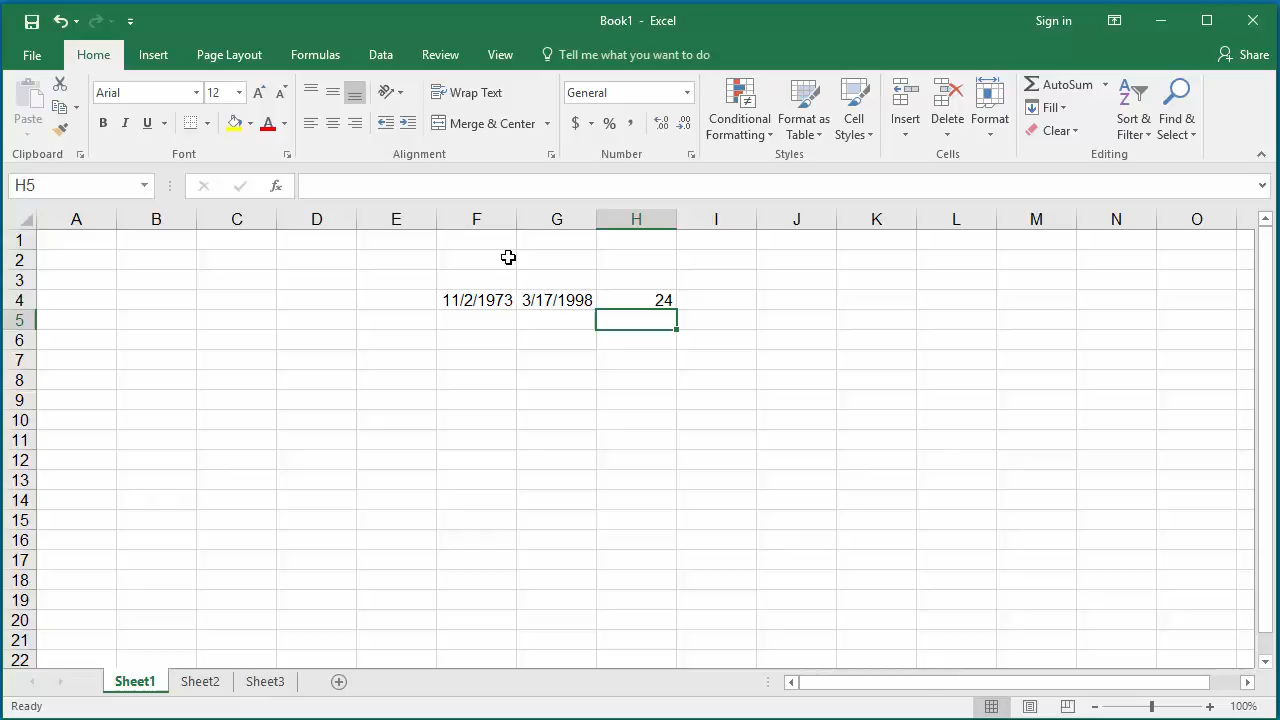 Book1 - Excel
Sign in
File Home Insert Page Layout Formulas Data Review View Tell me what you want to do Share
Paste
Arial 12
B I U A
Wrap Text
Merge & Center
General
$ % ,
Conditional Formatting
Format as Table
Cell Styles
Insert
Delete
Format
AutoSum
Fill
Clear
Sort & Filter
Find & Select
Clipboard Font Alignment Number Styles Cells Editing
H5 fx
A B C D E F G H I J K L M N O
1
2
3
4 11/2/1973 3/17/1998 24
5
6
7
8
9
10
11
12
13
14
15
16
17
18
19
20
21
22
Sheet1 Sheet2 Sheet3
Ready 100%